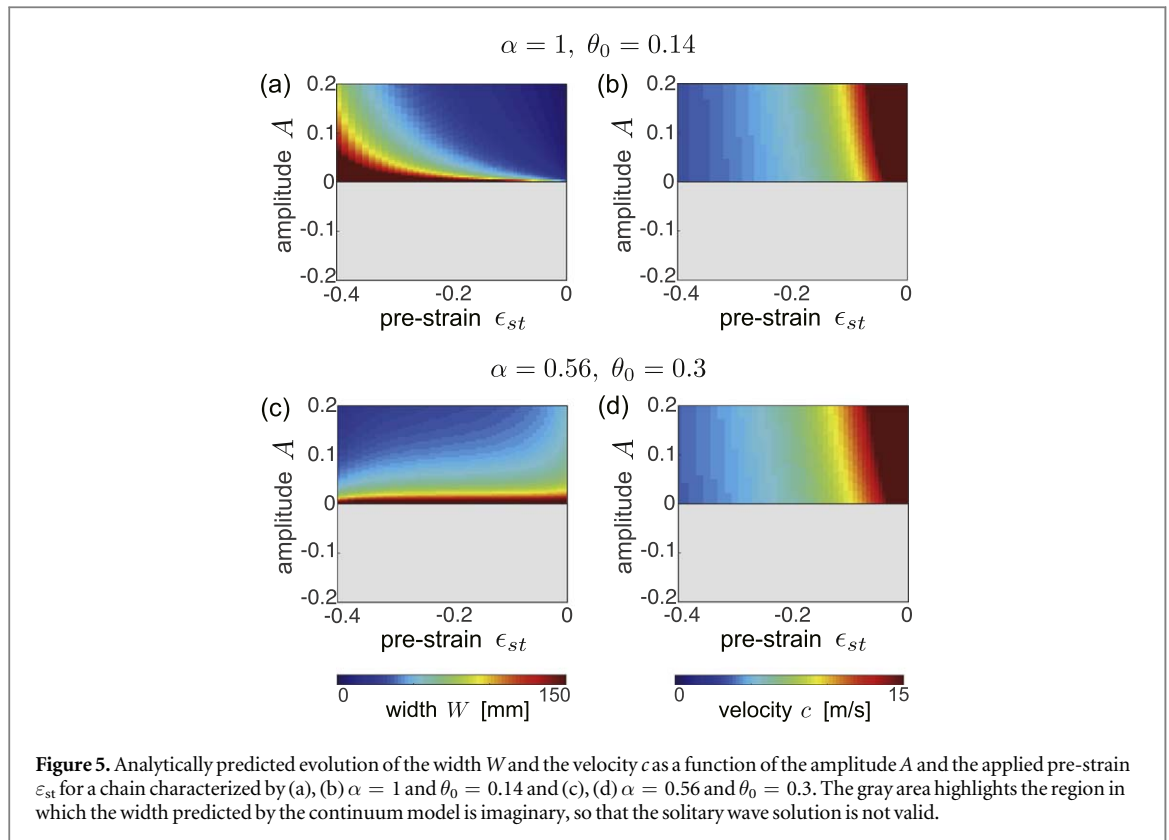 α = 1, θ₀ = 0.14
(a)
0.2
0.1
0
-0.1
-0.2
amplitude A
-0.4
-0.2
0
pre-strain ϵ_st
(b)
0.2
0.1
0
-0.1
-0.2
amplitude A
-0.4
-0.2
0
pre-strain ϵ_st
α = 0.56, θ₀ = 0.3
(c)
0.2
0.1
0
-0.1
-0.2
amplitude A
-0.4
-0.2
0
pre-strain ϵ_st
(d)
0.2
0.1
0
-0.1
-0.2
amplitude A
-0.4
-0.2
0
pre-strain ϵ_st
0 150
width W [mm]
0 15
velocity c [m/s]
Figure 5. Analytically predicted evolution of the width W and the velocity c as a function of the amplitude A and the applied pre-strain
ε_st for a chain characterized by (a), (b) α = 1 and θ₀ = 0.14 and (c), (d) α = 0.56 and θ₀ = 0.3. The gray area highlights the region in
which the width predicted by the continuum model is imaginary, so that the solitary wave solution is not valid.